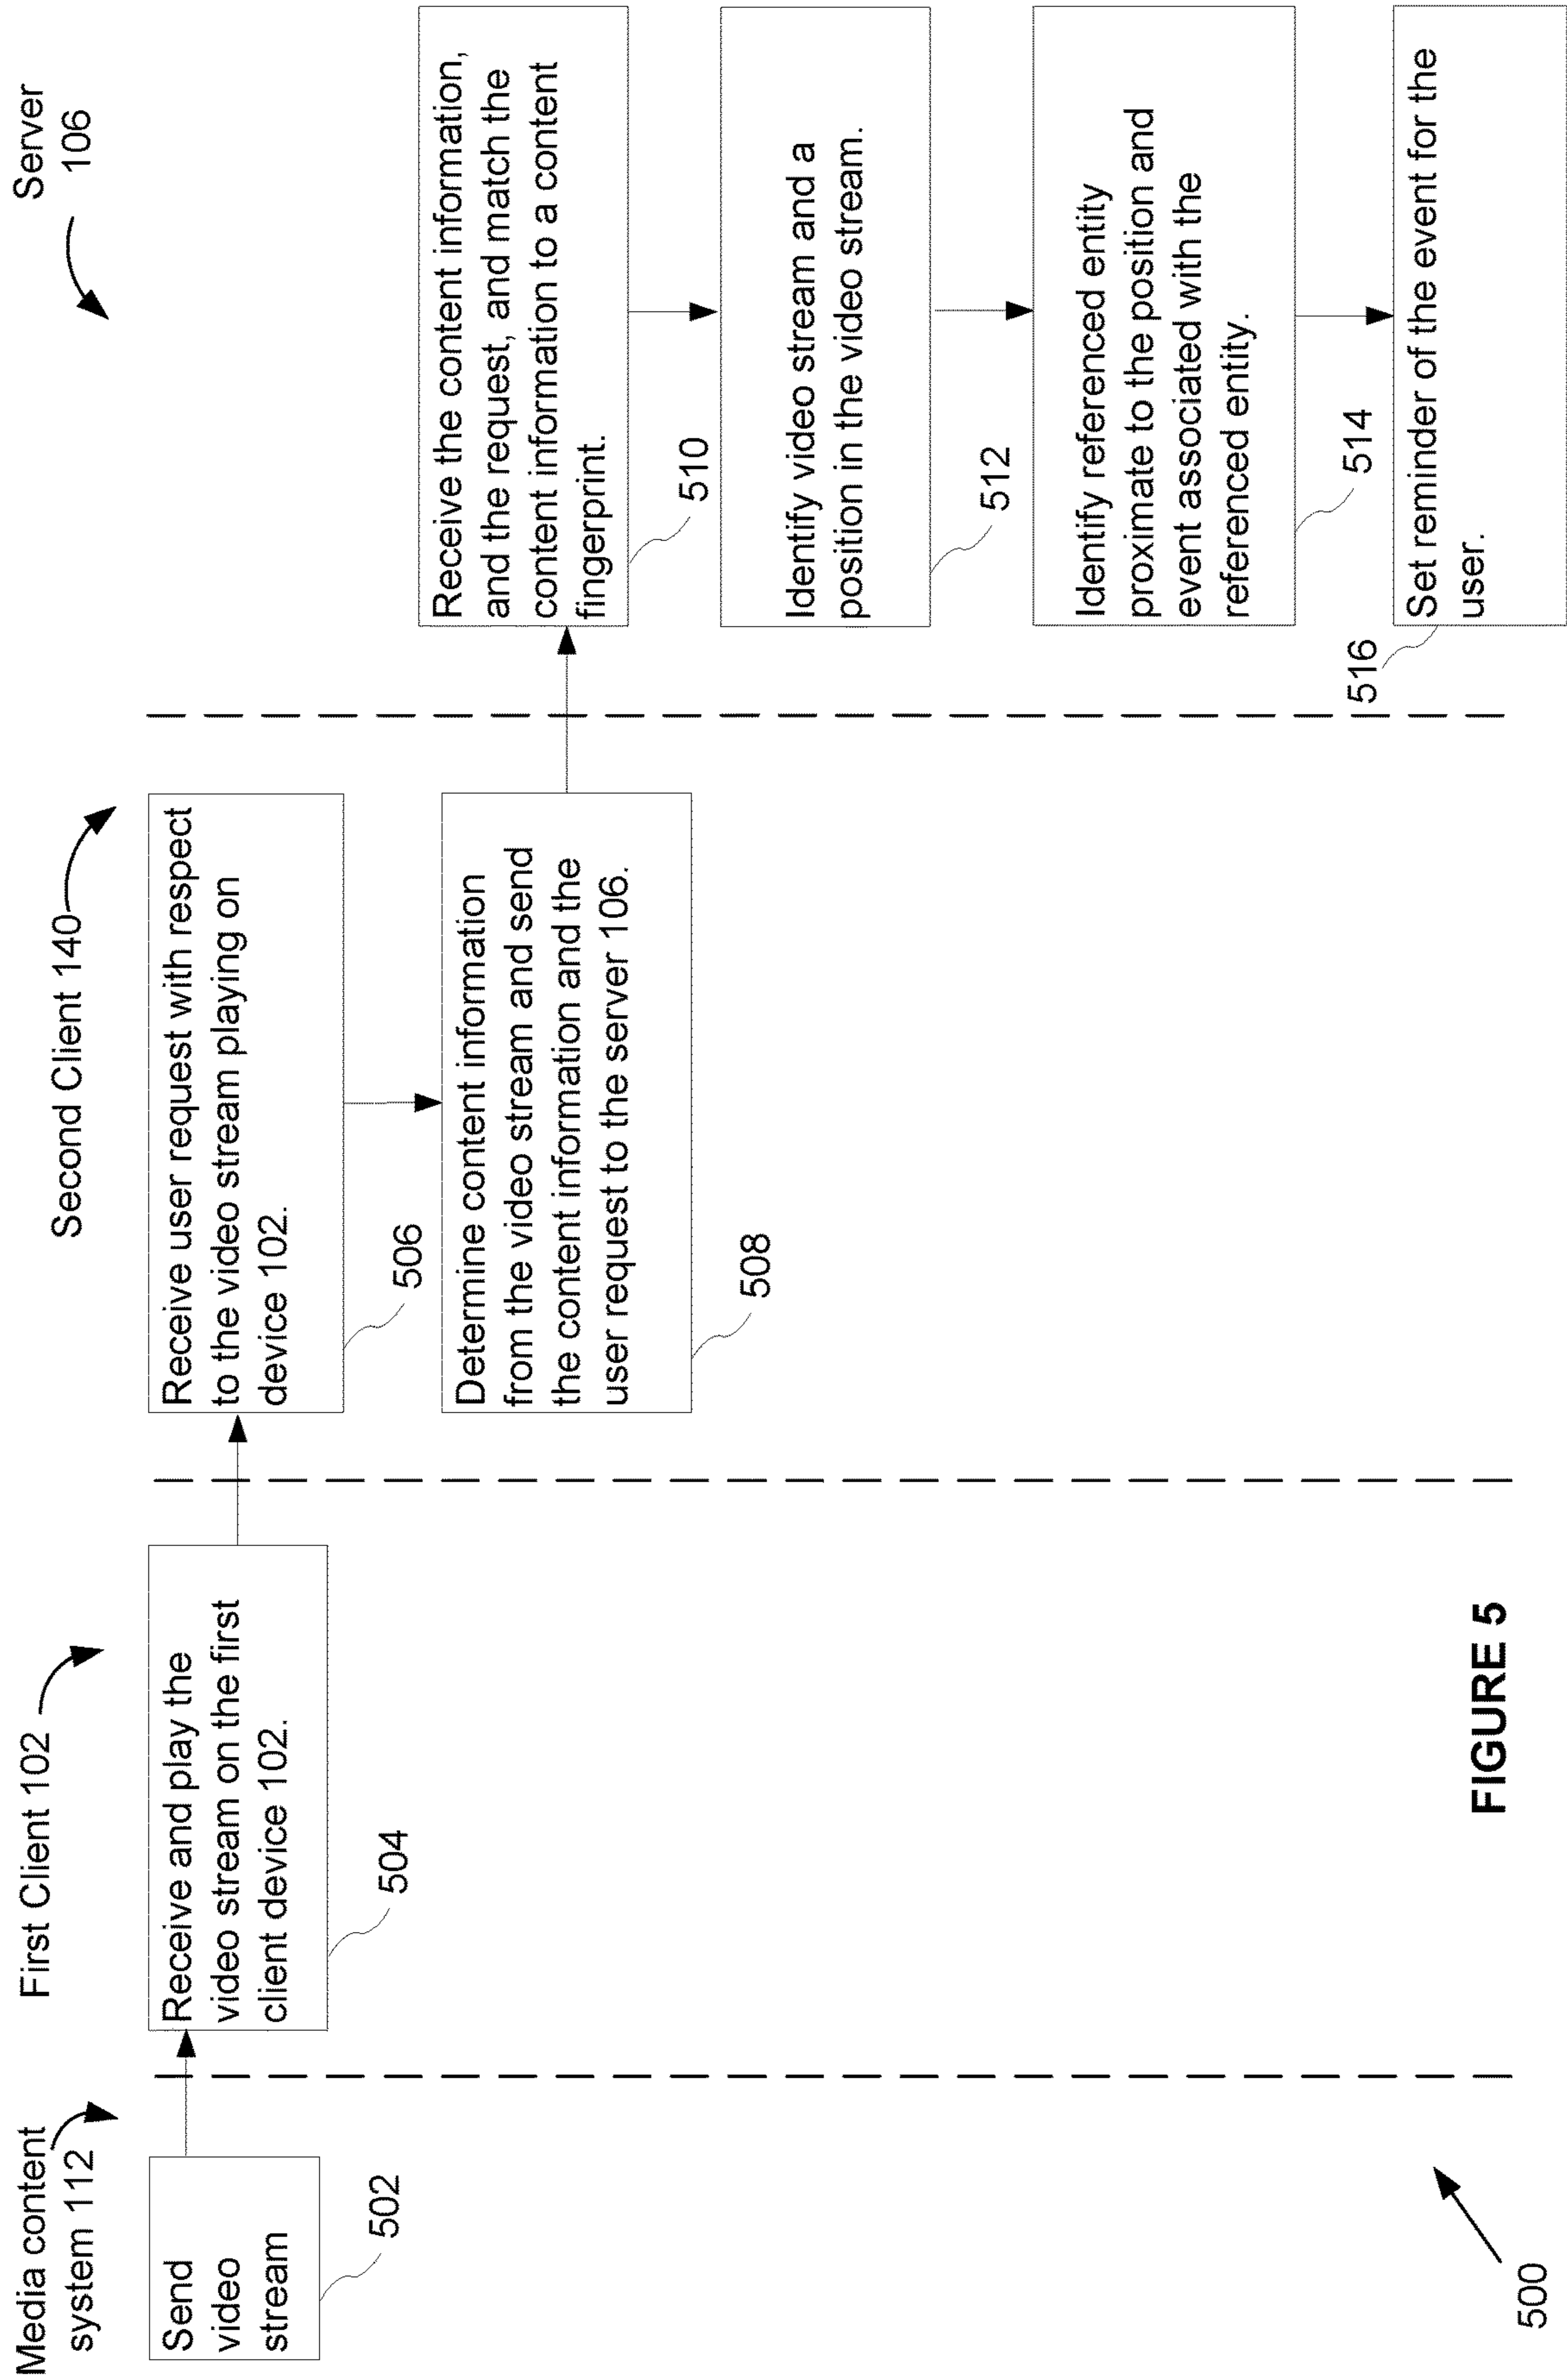 Media content
system 112
First Client 102
Second Client 140
Server
106
Send
video
stream
502
Receive and play the
video stream on the first
client device 102.
504
Receive user request with respect
to the video stream playing on
device 102.
506
Determine content information
from the video stream and send
the content information and the
user request to the server 106.
508
Receive the content information,
and the request, and match the
content information to a content
fingerprint.
510
Identify video stream and a
position in the video stream.
512
Identify referenced entity
proximate to the position and
event associated with the
referenced entity.
514
Set reminder of the event for the
user.
516
500
FIGURE 5